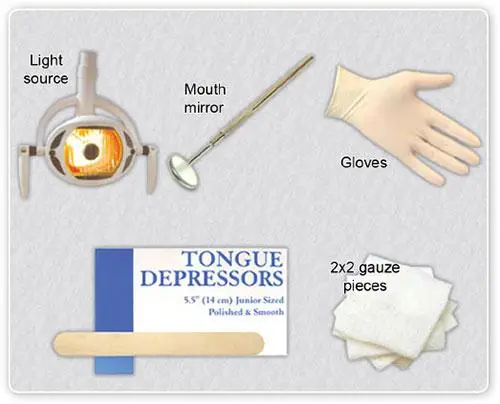 Light
source
Mouth
mirror
Gloves
TONGUE
DEPRESSORS
5.5" (14 cm) Junior Sized
Polished & Smooth
2x2 gauze
pieces